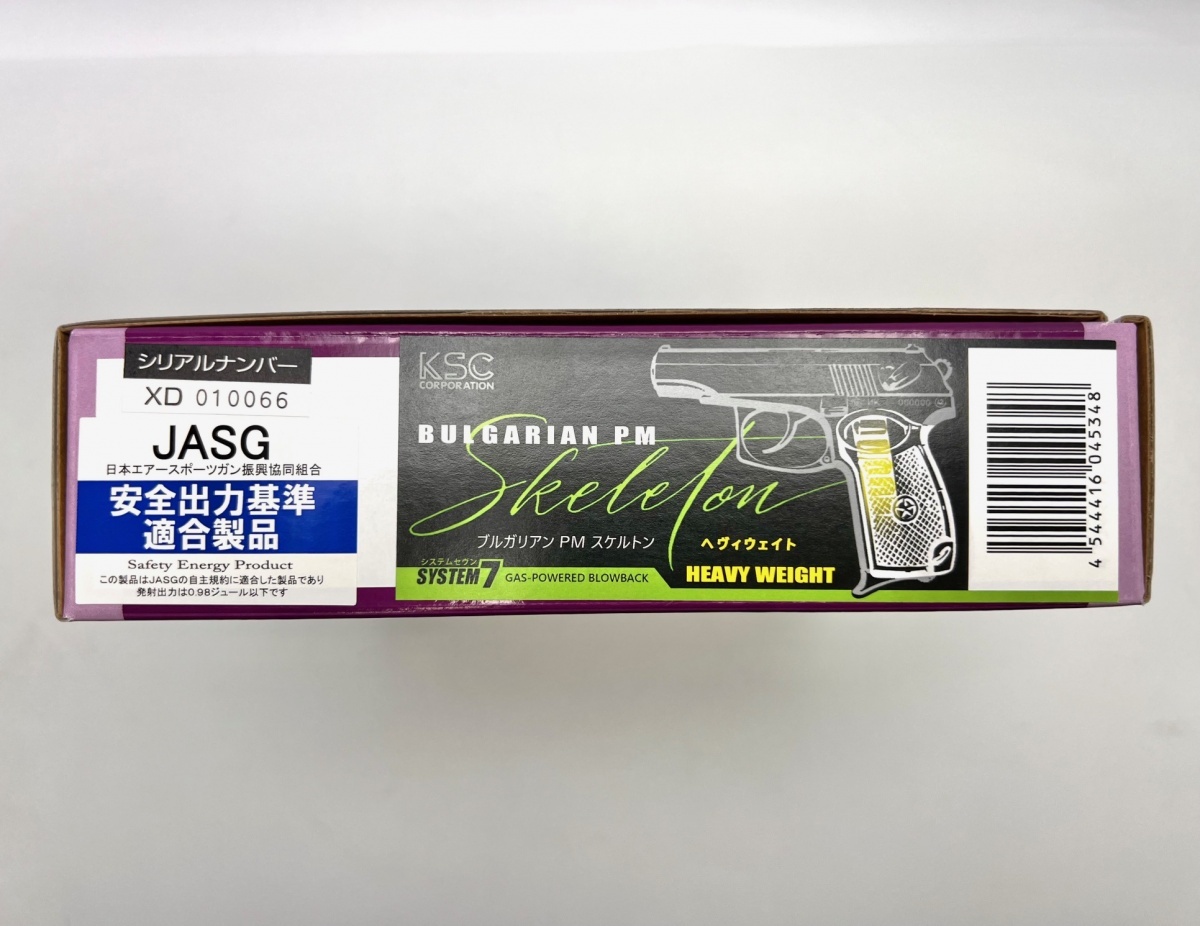 シリアルナンバー
XD 010066
JASG
日本エアースポーツガン振興協同組合
安全出力基準
適合製品
Safety Energy Product
この製品はJASGの自主規約に適合した製品であり
発射出力は0.98ジュール以下です
KSC
CORPORATION
BULGARIAN PM
Skeleton
ブルガリアン PM スケルトン
システムセヴン
SYSTEM7
GAS-POWERED BLOWBACK
ヘヴィウェイト
HEAVY WEIGHT
4 544416 045348